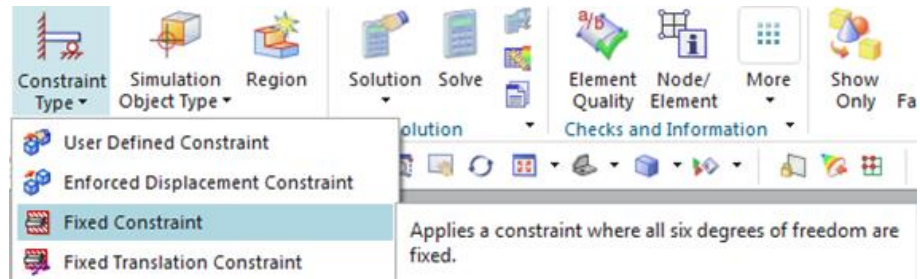 a/b
Constraint Type
Simulation Object Type
Region
Solution
Solve
Element Quality
Node/ Element
More
Show Only
Fa
olution
Checks and Information
User Defined Constraint
Enforced Displacement Constraint
Fixed Constraint
Applies a constraint where all six degrees of freedom are
fixed.
Fixed Translation Constraint